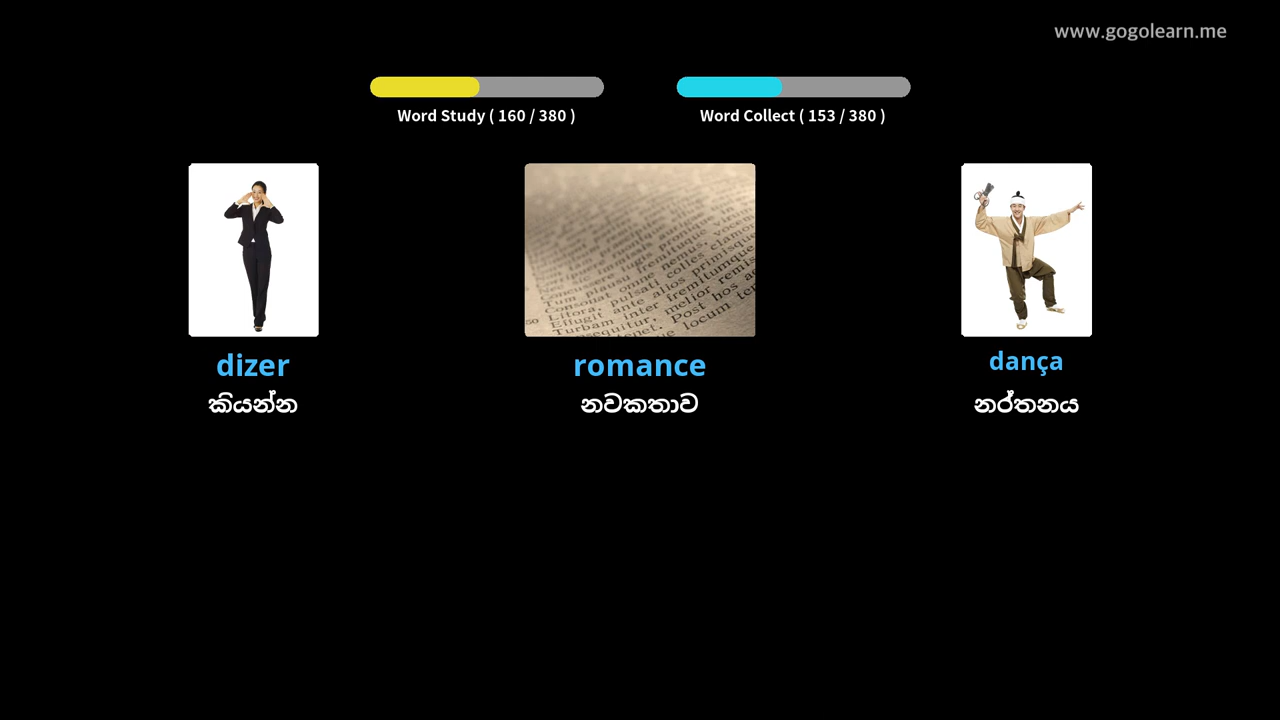 www.gogolearn.me
Word Study ( 160 / 380 )
Word Collect ( 153 / 380 )
dizer
romance
dança
කියන්න
නවකතාව
නර්තනය